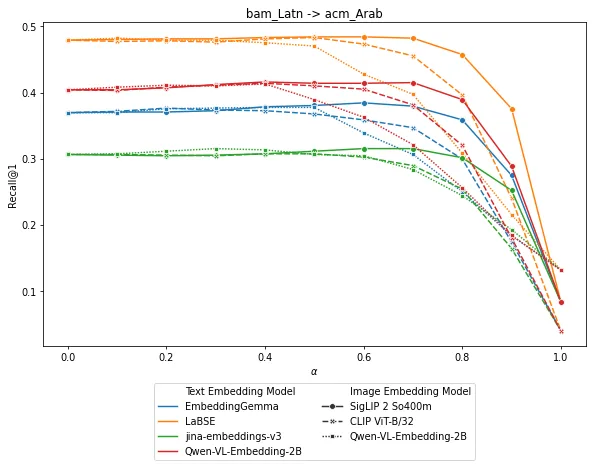 bam_Latn -> acm_Arab
0.5
0.4
0.3
0.2
0.1
Recall@1
0.0 0.2 0.4 0.6 0.8 1.0
α
Text Embedding Model
EmbeddingGemma
LaBSE
jina-embeddings-v3
Qwen-VL-Embedding-2B
Image Embedding Model
SigLIP 2 So400m
CLIP ViT-B/32
Qwen-VL-Embedding-2B